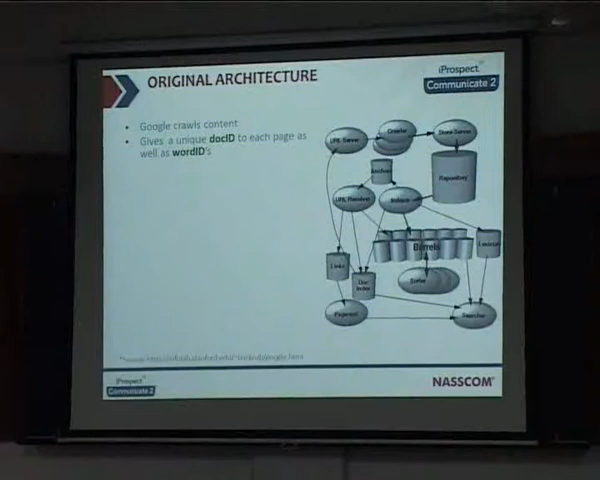 ORIGINAL ARCHITECTURE
iProspect
Communicate 2
• Google crawls content
• Gives a unique docID to each page as
well as wordID's
URL Server
Crawler
Store Server
Anchors
Repository
URL Resolver
Indexer
Barrels
Lexicon
Links
Doc
Index
Sorter
Pagerank
Searcher
iProspect
Communicate 2
NASSCOM